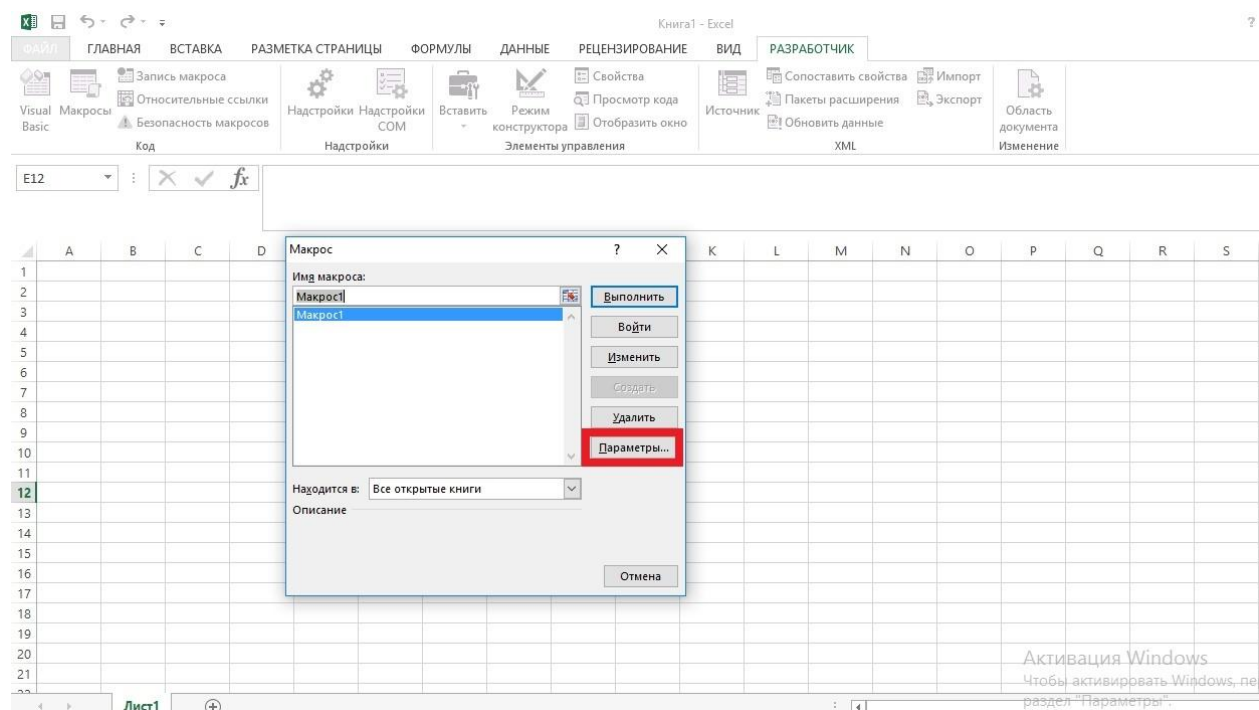 Книга1 - Excel
?
ФАЙЛ ГЛАВНАЯ ВСТАВКА РАЗМЕТКА СТРАНИЦЫ ФОРМУЛЫ ДАННЫЕ РЕЦЕНЗИРОВАНИЕ ВИД РАЗРАБОТЧИК
Visual Basic
Макросы
Запись макроса
Относительные ссылки
Безопасность макросов
Код
Надстройки
Надстройки COM
Надстройки
Вставить
Режим конструктора
Свойства
Просмотр кода
Отобразить окно
Элементы управления
Источник
Сопоставить свойства
Пакеты расширения
Обновить данные
Импорт
Экспорт
XML
Область документа
Изменение
E12
fx
A B C D K L M N O P Q R S
1
2
3
4
5
6
7
8
9
10
11
12
13
14
15
16
17
18
19
20
21
Макрос ?
Имя макроса:
Макрос1
Макрос1
Выполнить
Войти
Изменить
Создать
Удалить
Параметры...
Находится в: Все открытые книги
Описание
Отмена
Активация Windows
Чтобы активировать Windows, пе
раздел "Параметры".
Лист1